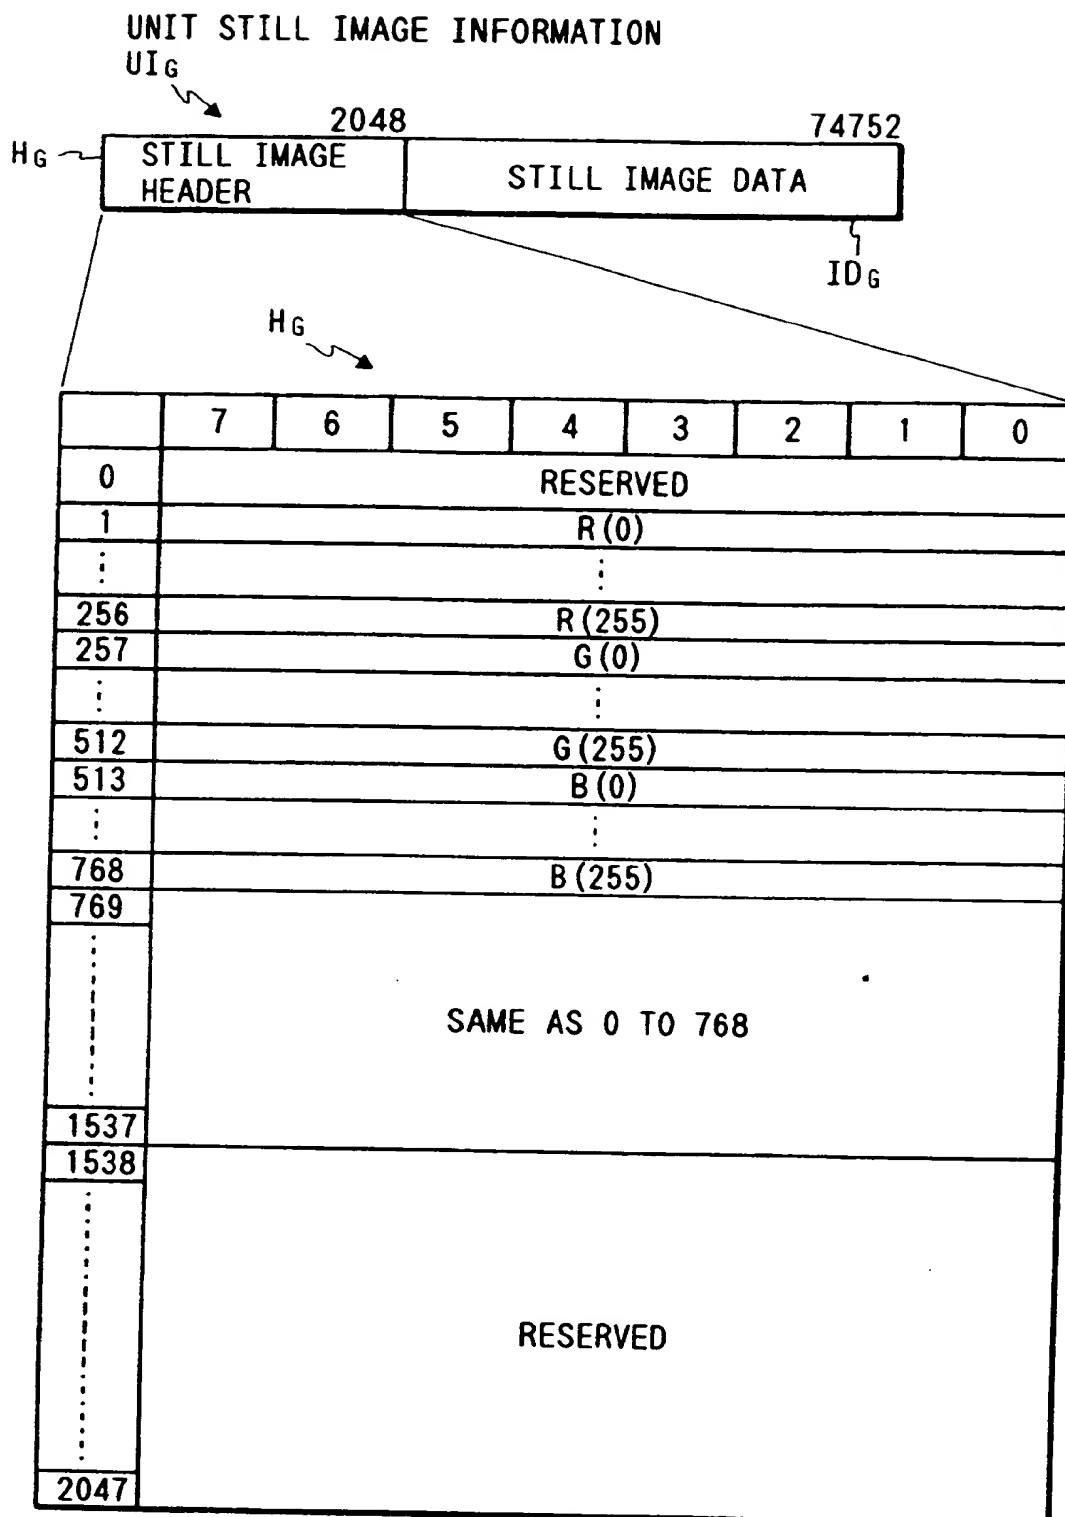 UNIT STILL IMAGE INFORMATION
UIG
2048 74752
HG STILL IMAGE HEADER STILL IMAGE DATA
IDG
HG
7 6 5 4 3 2 1 0
0 RESERVED
1 R(0)
256 R(255)
257 G(0)
512 G(255)
513 B(0)
768 B(255)
769
SAME AS 0 TO 768
1537
1538
RESERVED
2047